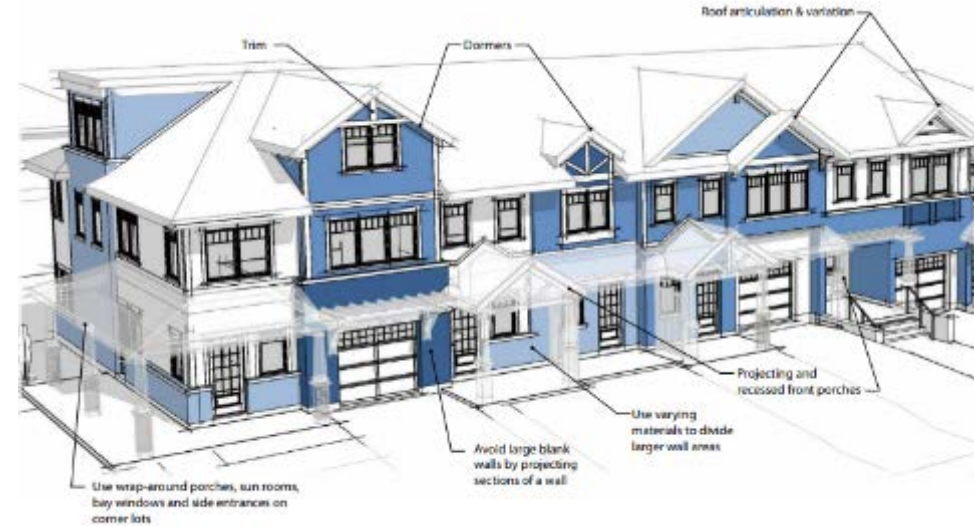 Roof articulation & variation
Trim
Dormers
Projecting and
recessed front porches
Use varying
materials to divide
larger wall areas
Avoid large blank
walls by projecting
sections of a wall
Use wrap-around porches, sun rooms,
bay windows and side entrances on
corner lots